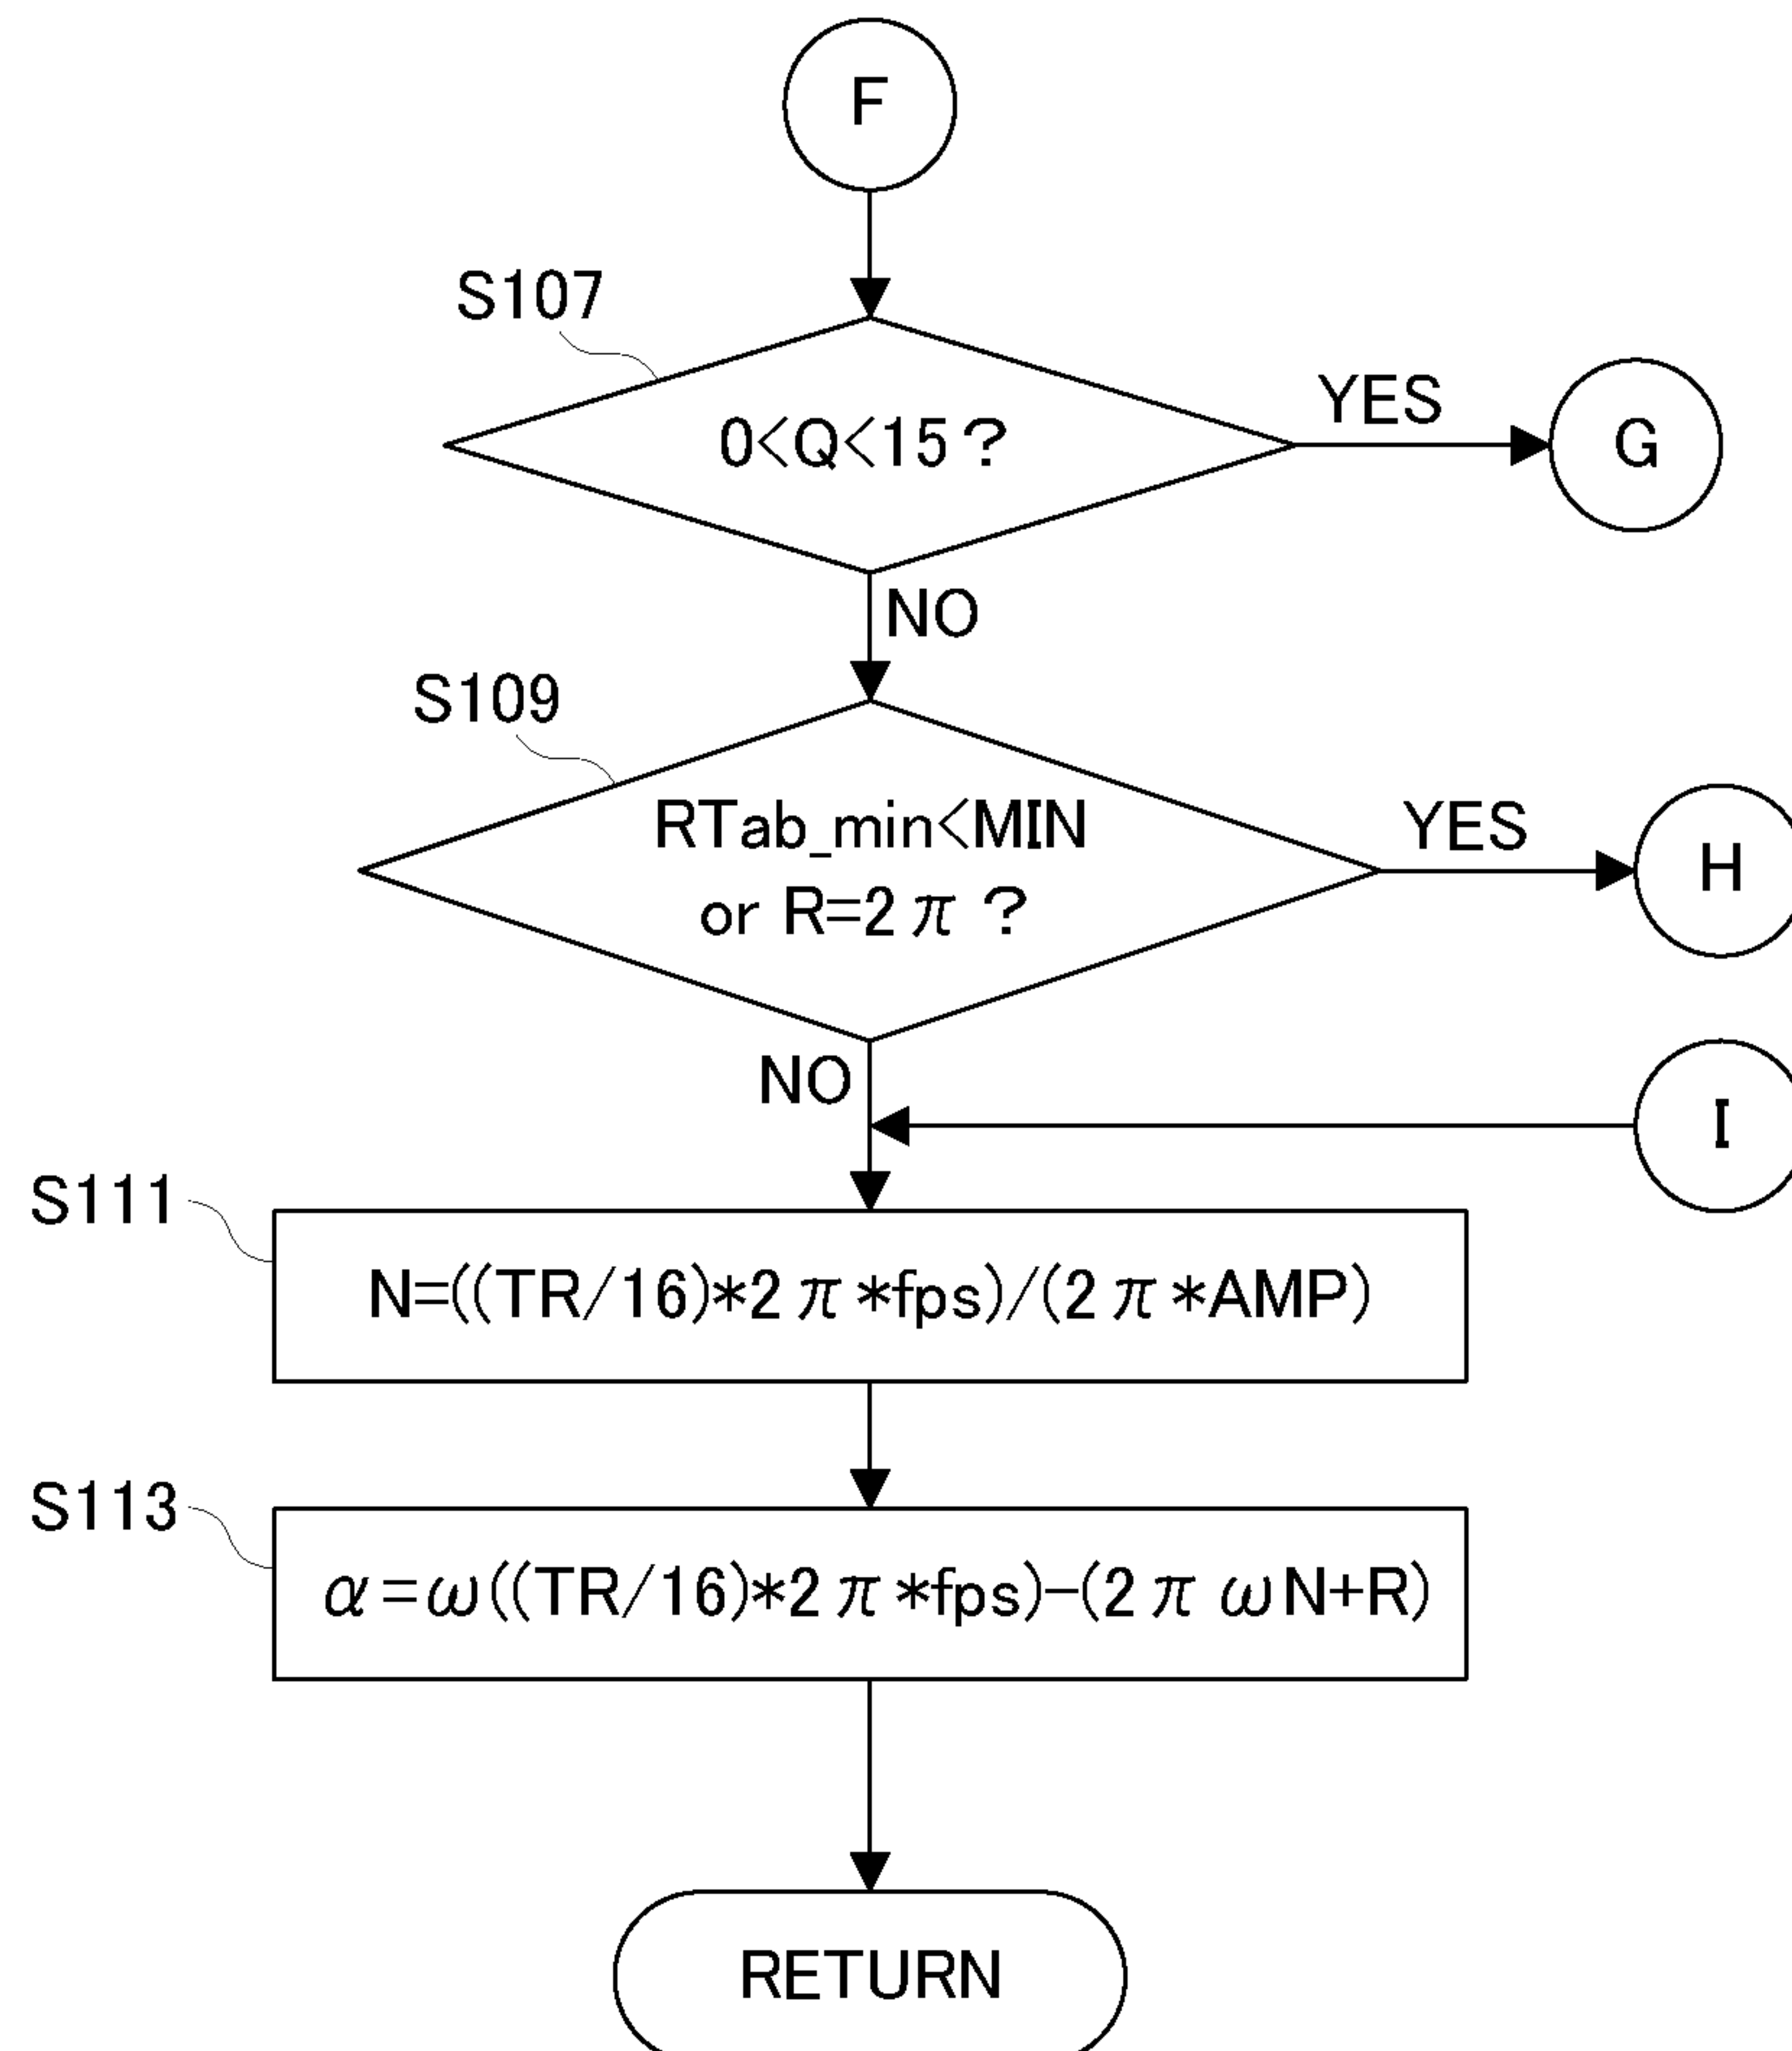 F
S107
0<Q<15?
YES
G
NO
S109
RTab_min<MIN
or R=2π ?
YES
H
NO
I
S111
N=((TR/16)*2π*fps)/(2π*AMP)
S113
α=ω((TR/16)*2π*fps)-(2πωN+R)
RETURN